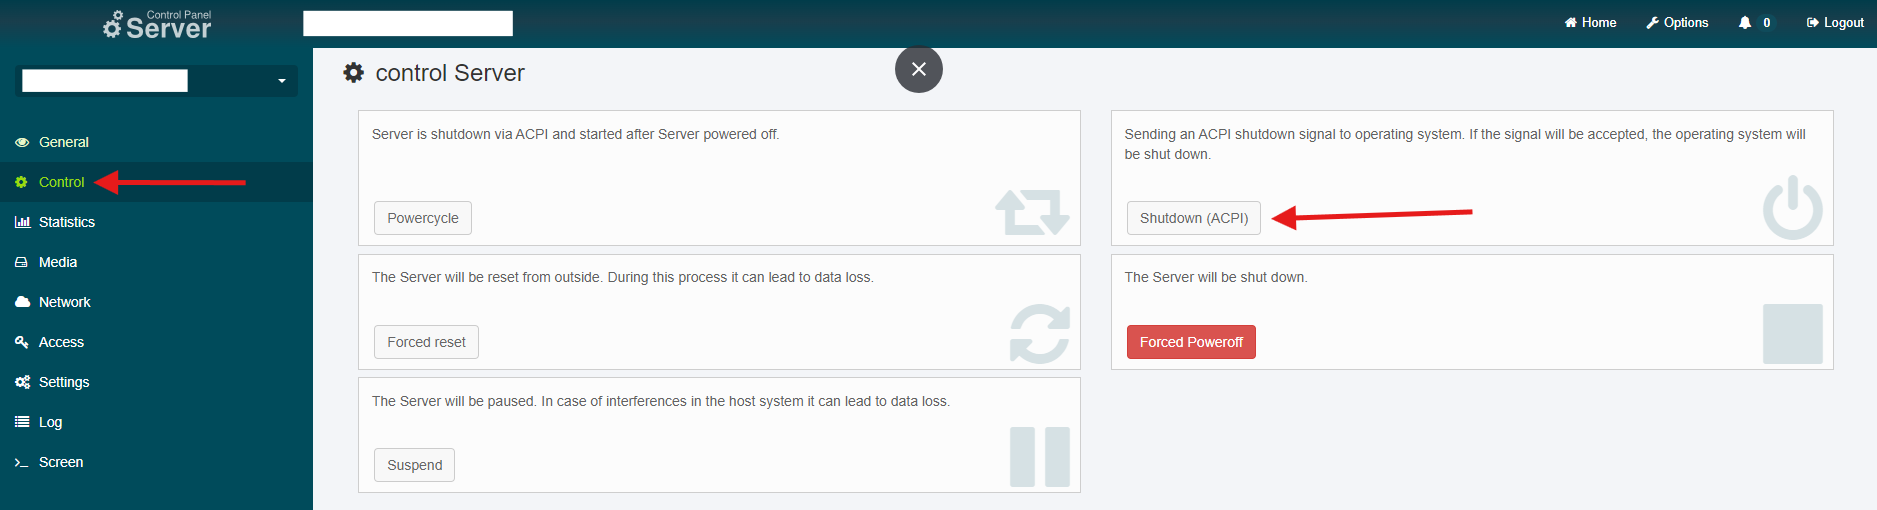 Control Panel
Server
Home
Options
0
Logout
General
Control
Statistics
Media
Network
Access
Settings
Log
Screen
control Server
Server is shutdown via ACPI and started after Server powered off.
Powercycle
Sending an ACPI shutdown signal to operating system. If the signal will be accepted, the operating system will
be shut down.
Shutdown (ACPI)
The Server will be reset from outside. During this process it can lead to data loss.
Forced reset
The Server will be shut down.
Forced Poweroff
The Server will be paused. In case of interferences in the host system it can lead to data loss.
Suspend